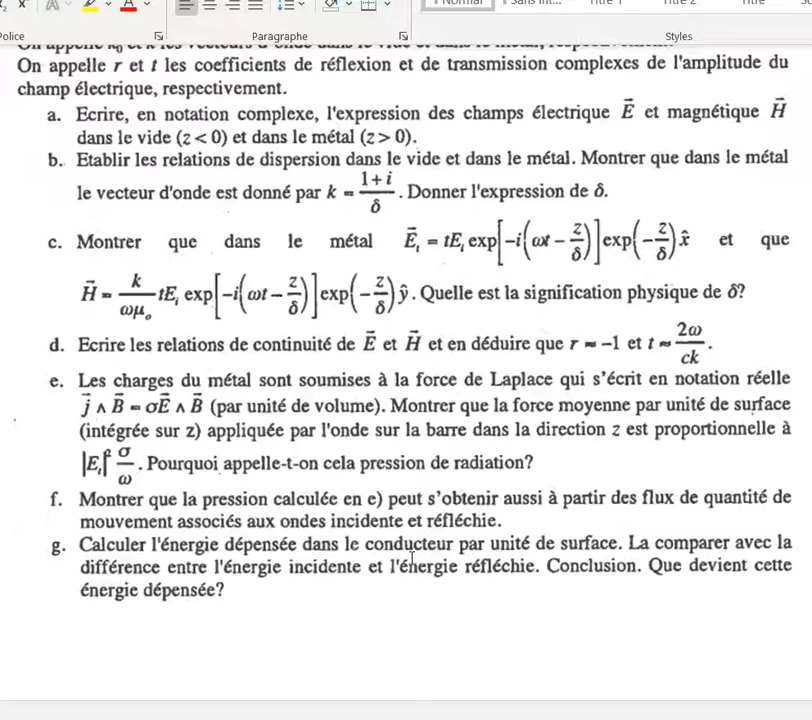 Police
Paragraphe
Styles
Normal
On appelle r et t les coefficients de réflexion et de transmission complexes de l'amplitude du
champ électrique, respectivement.
a. Ecrire, en notation complexe, l'expression des champs électrique E⃗ et magnétique H⃗
dans le vide (z < 0) et dans le métal (z > 0).
b. Etablir les relations de dispersion dans le vide et dans le métal. Montrer que dans le métal
le vecteur d'onde est donné par k = (1+i)/δ. Donner l'expression de δ.
c. Montrer que dans le métal E⃗ₜ = tEᵢ exp[-i(ωt - z/δ)]exp(-z/δ)x̂ et que
H⃗ = k/(ωμₒ) tEᵢ exp[-i(ωt - z/δ)]exp(-z/δ)ŷ. Quelle est la signification physique de δ?
d. Ecrire les relations de continuité de E⃗ et H⃗ et en déduire que r ≈ -1 et t ≈ 2ω/ck.
e. Les charges du métal sont soumises à la force de Laplace qui s'écrit en notation réelle
j⃗ ∧ B⃗ = σE⃗ ∧ B⃗ (par unité de volume). Montrer que la force moyenne par unité de surface
(intégrée sur z) appliquée par l'onde sur la barre dans la direction z est proportionnelle à
|Eᵢ|² σ/ω. Pourquoi appelle-t-on cela pression de radiation?
f. Montrer que la pression calculée en e) peut s'obtenir aussi à partir des flux de quantité de
mouvement associés aux ondes incidente et réfléchie.
g. Calculer l'énergie dépensée dans le conducteur par unité de surface. La comparer avec la
différence entre l'énergie incidente et l'énergie réfléchie. Conclusion. Que devient cette
énergie dépensée?